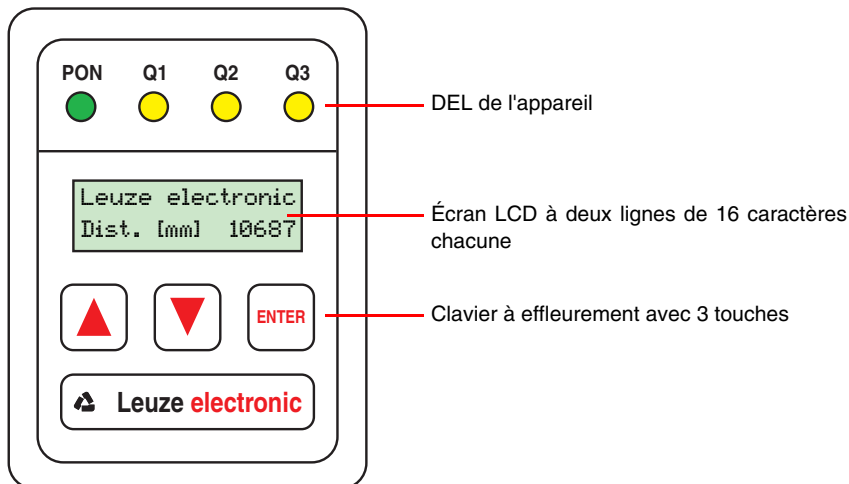 PON Q1 Q2 Q3
DEL de l'appareil
Leuze electronic
Dist. [mm] 10687
Écran LCD à deux lignes de 16 caractères
chacune
ENTER
Clavier à effleurement avec 3 touches
Leuze electronic